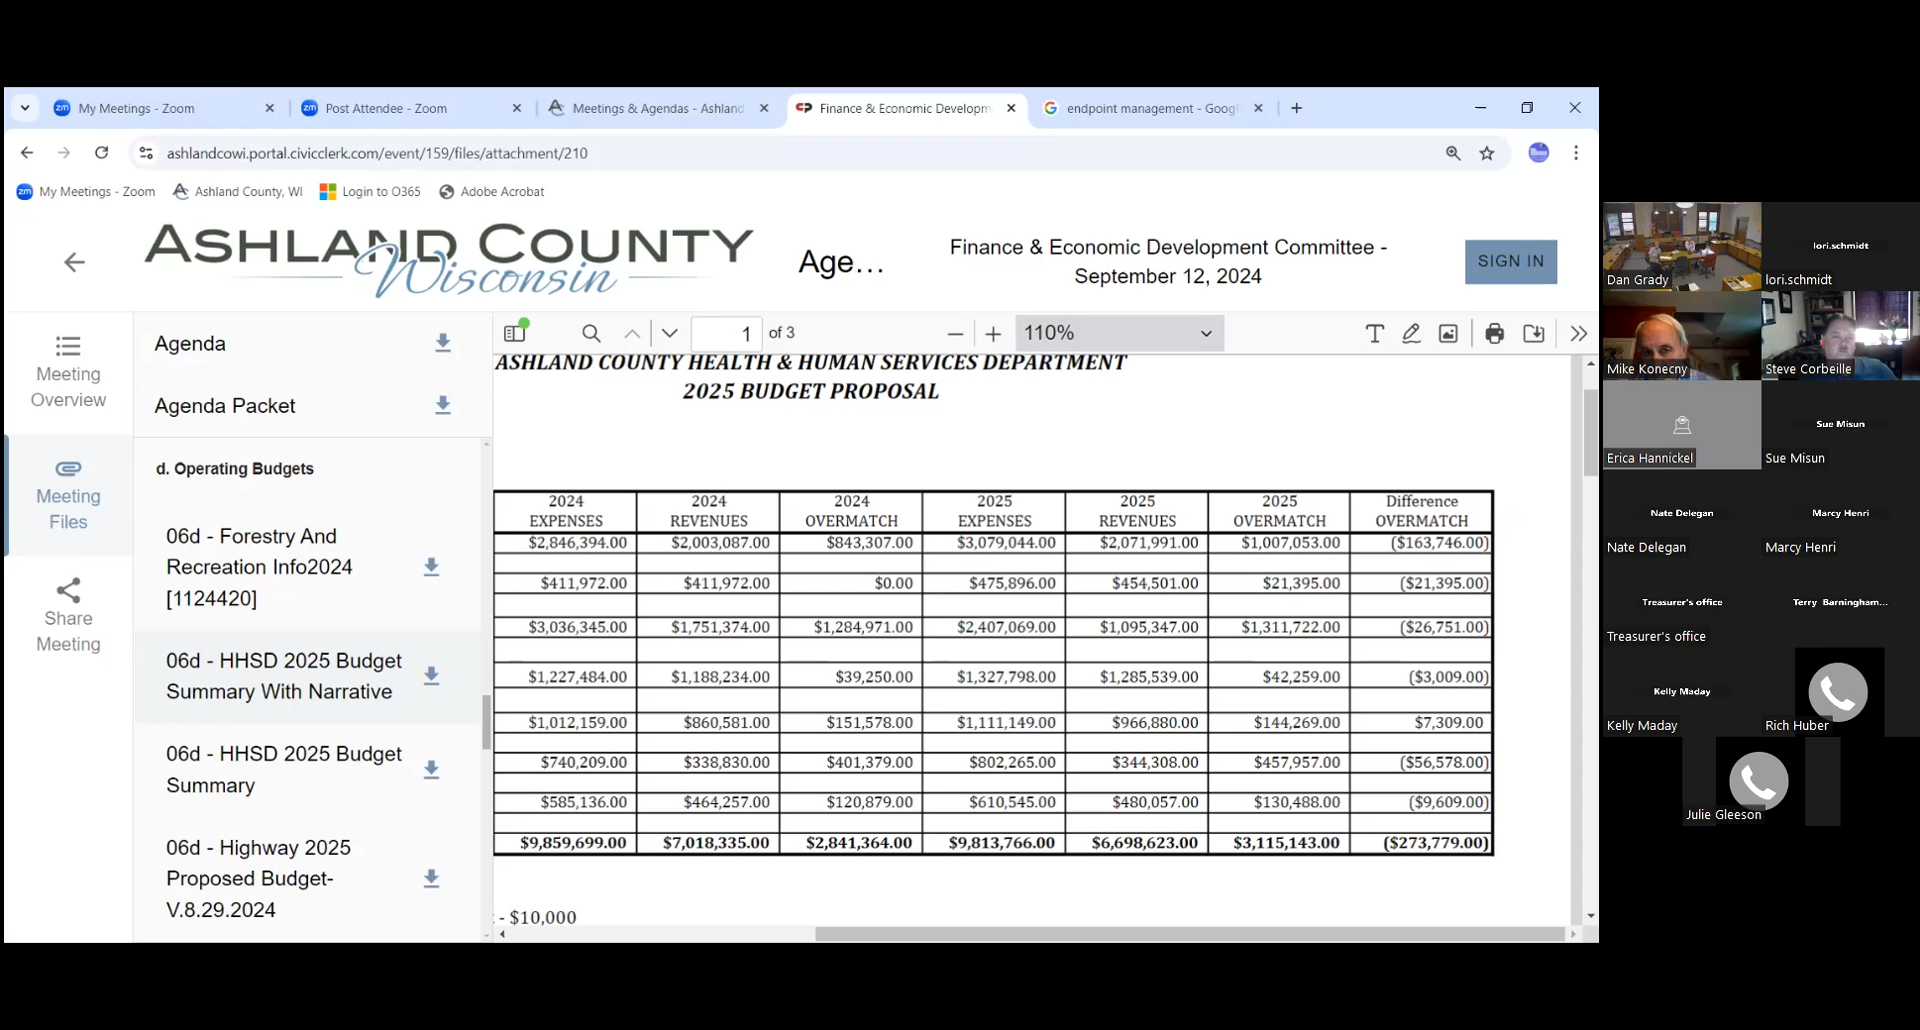 My Meetings - Zoom
Post Attendee - Zoom
Meetings & Agendas - Ashland
Finance & Economic Developm
endpoint management - Goog
ashlandcowi.portal.civicclerk.com/event/159/files/attachment/210
My Meetings - Zoom
Ashland County, WI
Login to O365
Adobe Acrobat
ASHLAND COUNTY
Wisconsin
Age...
Finance & Economic Development Committee -
September 12, 2024
SIGN IN
Meeting
Overview
Meeting
Files
Share
Meeting
Agenda
Agenda Packet
d. Operating Budgets
06d - Forestry And
Recreation Info2024
[1124420]
06d - HHSD 2025 Budget
Summary With Narrative
06d - HHSD 2025 Budget
Summary
06d - Highway 2025
Proposed Budget-
V.8.29.2024
1 of 3
110%
ASHLAND COUNTY HEALTH & HUMAN SERVICES DEPARTMENT
2025 BUDGET PROPOSAL
2024 2024 2024 2025 2025 2025 Difference
EXPENSES REVENUES OVERMATCH EXPENSES REVENUES OVERMATCH OVERMATCH
$2,846,394.00 $2,003,087.00 $843,307.00 $3,079,044.00 $2,071,991.00 $1,007,053.00 ($163,746.00)
$411,972.00 $411,972.00 $0.00 $475,896.00 $454,501.00 $21,395.00 ($21,395.00)
$3,036,345.00 $1,751,374.00 $1,284,971.00 $2,407,069.00 $1,095,347.00 $1,311,722.00 ($26,751.00)
$1,227,484.00 $1,188,234.00 $39,250.00 $1,327,798.00 $1,285,539.00 $42,259.00 ($3,009.00)
$1,012,159.00 $860,581.00 $151,578.00 $1,111,149.00 $966,880.00 $144,269.00 $7,309.00
$740,209.00 $338,830.00 $401,379.00 $802,265.00 $344,308.00 $457,957.00 ($56,578.00)
$585,136.00 $464,257.00 $120,879.00 $610,545.00 $480,057.00 $130,488.00 ($9,609.00)
$9,859,699.00 $7,018,335.00 $2,841,364.00 $9,813,766.00 $6,698,623.00 $3,115,143.00 ($273,779.00)
- $10,000
Dan Grady
lori.schmidt
lori.schmidt
Mike Konecny
Steve Corbeille
Erica Hannickel
Sue Misun
Sue Misun
Nate Delegan
Nate Delegan
Marcy Henri
Marcy Henri
Treasurer's office
Treasurer's office
Terry Barningham...
Kelly Maday
Kelly Maday
Rich Huber
Julie Gleeson